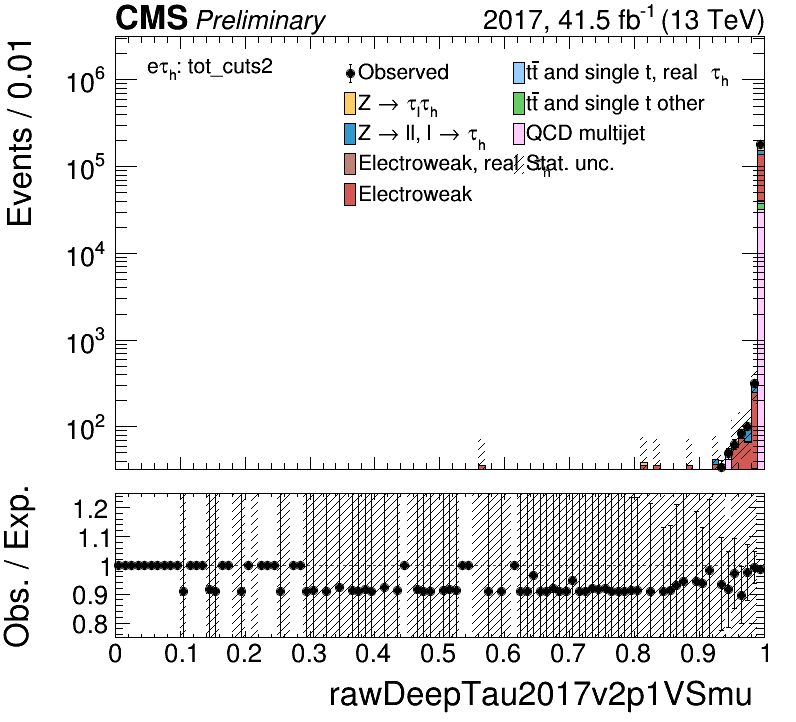 CMS Preliminary 2017, 41.5 fb⁻¹ (13 TeV)
Events / 0.01
eτh: tot_cuts2
Observed
Z → τlτh
Z → ll, l → τh
Electroweak, real τh
Electroweak
tt̄ and single t, real τh
tt̄ and single t other
QCD multijet
Stat. unc.
10⁶
10⁵
10⁴
10³
10²
Obs. / Exp.
1.2
1.1
1
0.9
0.8
0 0.1 0.2 0.3 0.4 0.5 0.6 0.7 0.8 0.9 1
rawDeepTau2017v2p1VSmu